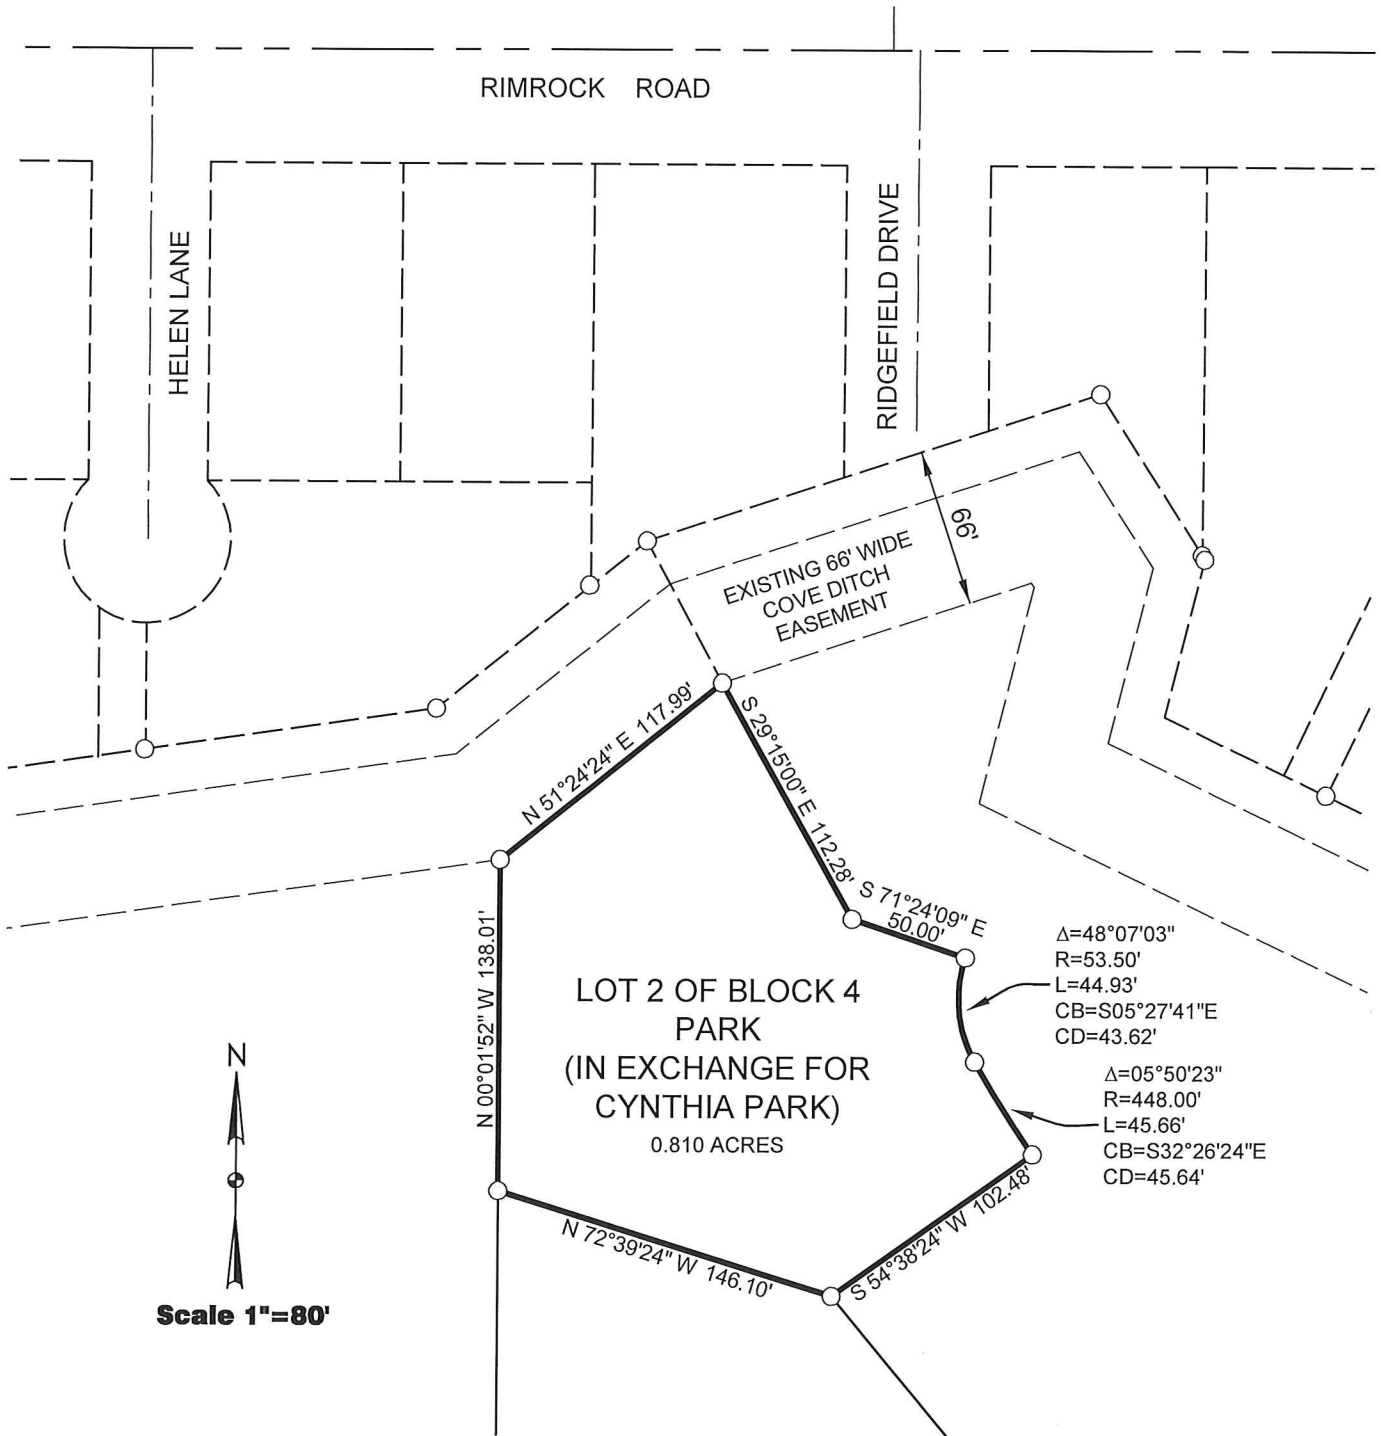 RIMROCK ROAD
HELEN LANE
RIDGEFIELD DRIVE
66'
EXISTING 66' WIDE
COVE DITCH
EASEMENT
N 51°24'24" E 117.99'
S 29°15'00" E 112.28'
S 71°24'09" E
50.00'
Δ=48°07'03"
R=53.50'
L=44.93'
CB=S05°27'41"E
CD=43.62'
N 00°01'52" W 138.01'
LOT 2 OF BLOCK 4
PARK
(IN EXCHANGE FOR
CYNTHIA PARK)
0.810 ACRES
Δ=05°50'23"
R=448.00'
L=45.66'
CB=S32°26'24"E
CD=45.64'
N
N 72°39'24" W 146.10'
S 54°38'24" W 102.48'
Scale 1"=80'